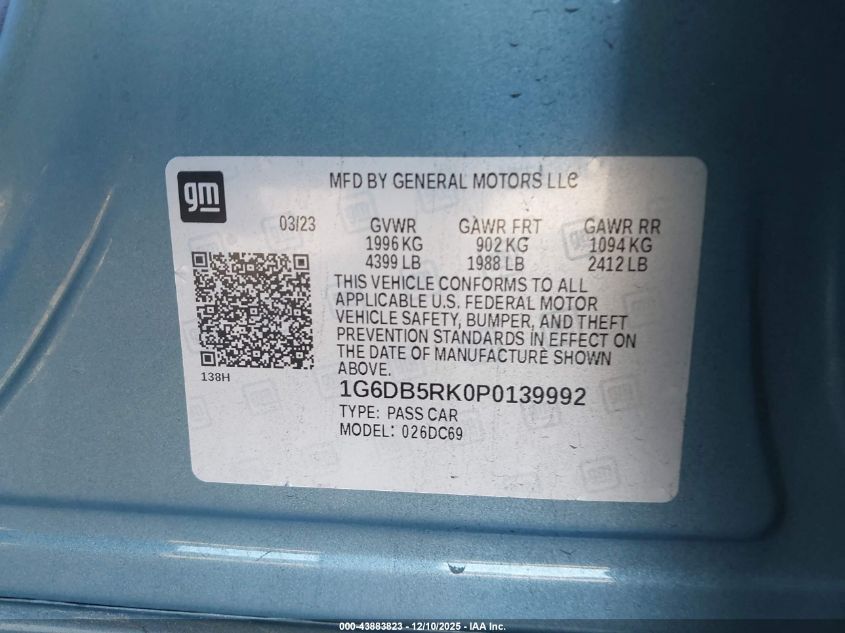 gm
MFD BY GENERAL MOTORS LLC
03/23 GVWR GAWR FRT GAWR RR
1996 KG 902 KG 1094 KG
4399 LB 1988 LB 2412 LB
THIS VEHICLE CONFORMS TO ALL
APPLICABLE U.S. FEDERAL MOTOR
VEHICLE SAFETY, BUMPER, AND THEFT
PREVENTION STANDARDS IN EFFECT ON
THE DATE OF MANUFACTURE SHOWN
ABOVE.
138H
1G6DB5RK0P0139992
TYPE: PASS CAR
MODEL: 026DC69
000-43883823 - 12/10/2025 - IAA Inc.